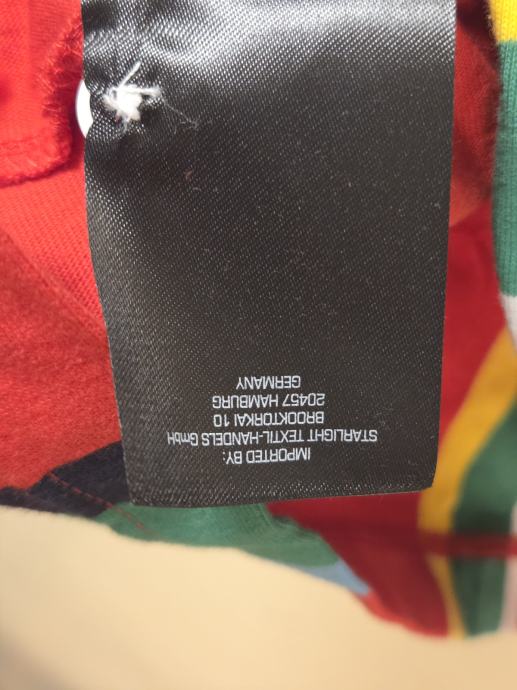 IMPORTED BY:
STARLIGHT TEXTIL-HANDELS GmbH
BROOKTORKAI 10
20457 HAMBURG
GERMANY